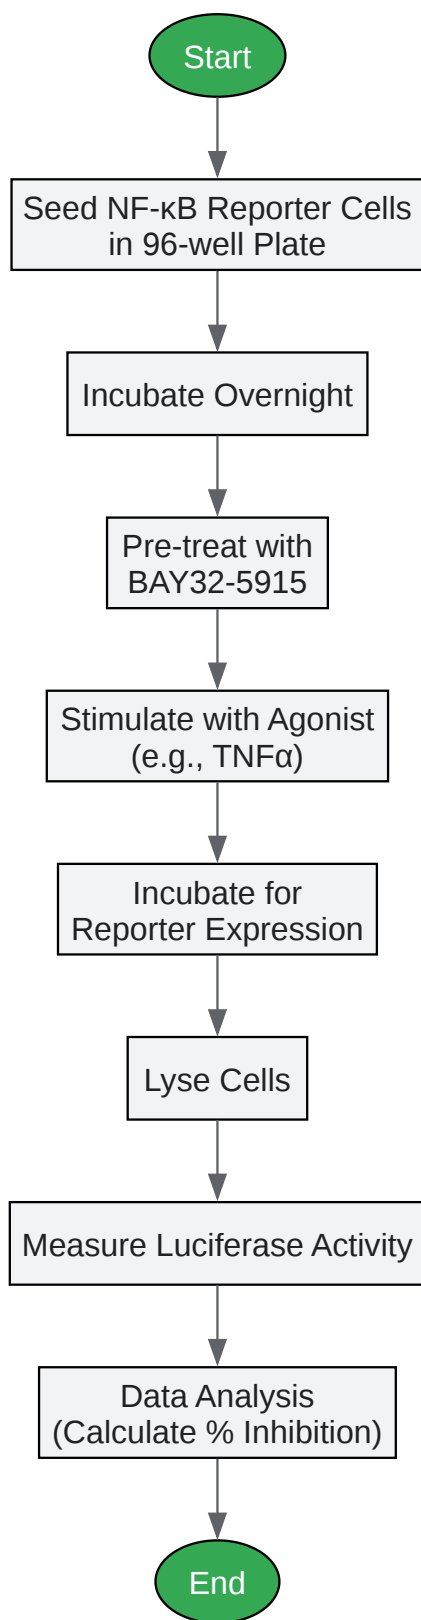 Start
Seed NF-κB Reporter Cells
in 96-well Plate
Incubate Overnight
Pre-treat with
BAY32-5915
Stimulate with Agonist
(e.g., TNFα)
Incubate for
Reporter Expression
Lyse Cells
Measure Luciferase Activity
Data Analysis
(Calculate % Inhibition)
End